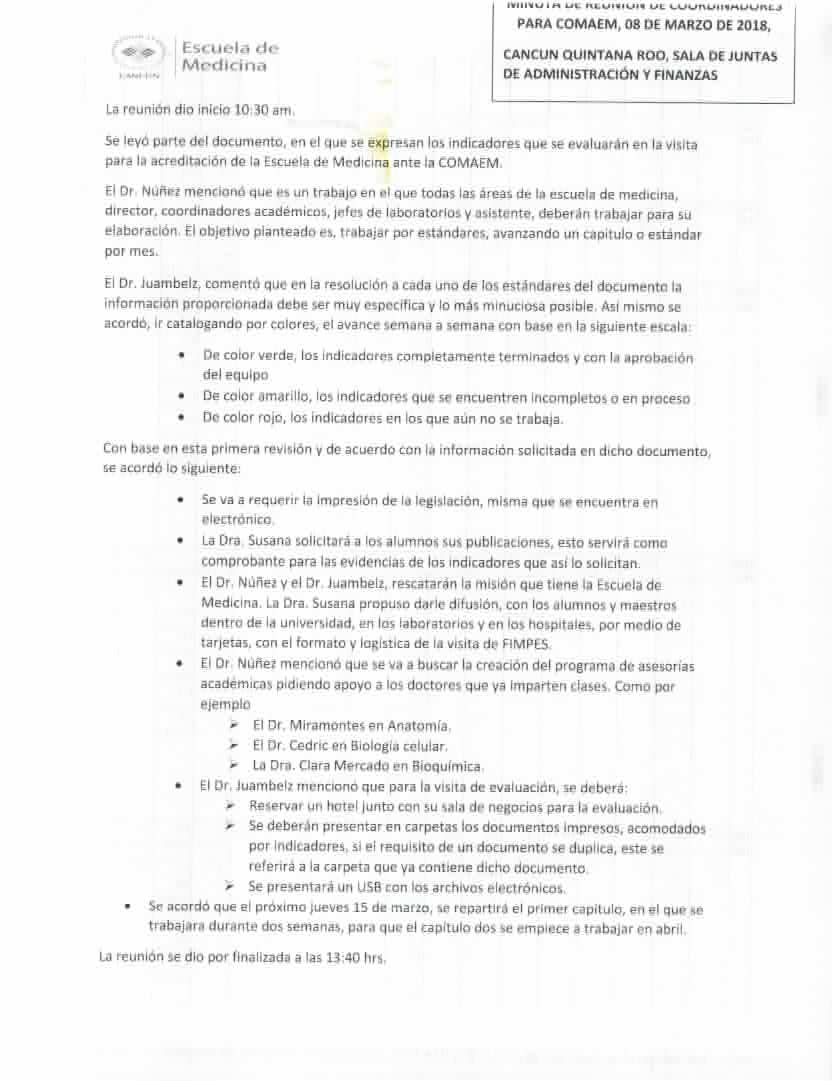 MINUTA DE REUNIÓN DE COORDINADORES
PARA COMAEM, 08 DE MARZO DE 2018,
CANCUN QUINTANA ROO, SALA DE JUNTAS
DE ADMINISTRACIÓN Y FINANZAS
Escuela de
Medicina
CANCÚN
La reunión dio inicio 10:30 am.
Se leyó parte del documento, en el que se expresan los indicadores que se evaluarán en la visita
para la acreditación de la Escuela de Medicina ante la COMAEM.
El Dr. Núñez mencionó que es un trabajo en el que todas las áreas de la escuela de medicina,
director, coordinadores académicos, jefes de laboratorios y asistente, deberán trabajar para su
elaboración. El objetivo planteado es, trabajar por estándares, avanzando un capitulo o estándar
por mes.
El Dr. Juambelz, comentó que en la resolución a cada uno de los estándares del documento la
información proporcionada debe ser muy específica y lo más minuciosa posible. Así mismo se
acordó, ir catalogando por colores, el avance semana a semana con base en la siguiente escala:
• De color verde, los indicadores completamente terminados y con la aprobación
del equipo
• De color amarillo, los indicadores que se encuentren incompletos o en proceso
• De color rojo, los indicadores en los que aún no se trabaja.
Con base en esta primera revisión y de acuerdo con la información solicitada en dicho documento,
se acordó lo siguiente:
• Se va a requerir la impresión de la legislación, misma que se encuentra en
electrónico.
• La Dra. Susana solicitará a los alumnos sus publicaciones, esto servirá como
comprobante para las evidencias de los indicadores que así lo solicitan.
• El Dr. Núñez y el Dr. Juambelz, rescatarán la misión que tiene la Escuela de
Medicina. La Dra. Susana propuso darle difusión, con los alumnos y maestros
dentro de la universidad, en los laboratorios y en los hospitales, por medio de
tarjetas, con el formato y logística de la visita de FIMPES.
• El Dr. Núñez mencionó que se va a buscar la creación del programa de asesorías
académicas pidiendo apoyo a los doctores que ya imparten clases. Como por
ejemplo
➢ El Dr. Miramontes en Anatomía.
➢ El Dr. Cedric en Biología celular.
➢ La Dra. Clara Mercado en Bioquímica.
• El Dr. Juambelz mencionó que para la visita de evaluación, se deberá:
➢ Reservar un hotel junto con su sala de negocios para la evaluación.
➢ Se deberán presentar en carpetas los documentos impresos, acomodados
por indicadores, si el requisito de un documento se duplica, este se
referirá a la carpeta que ya contiene dicho documento.
➢ Se presentará un USB con los archivos electrónicos.
• Se acordó que el próximo jueves 15 de marzo, se repartirá el primer capitulo, en el que se
trabajara durante dos semanas, para que el capítulo dos se empiece a trabajar en abril.
La reunión se dio por finalizada a las 13:40 hrs.